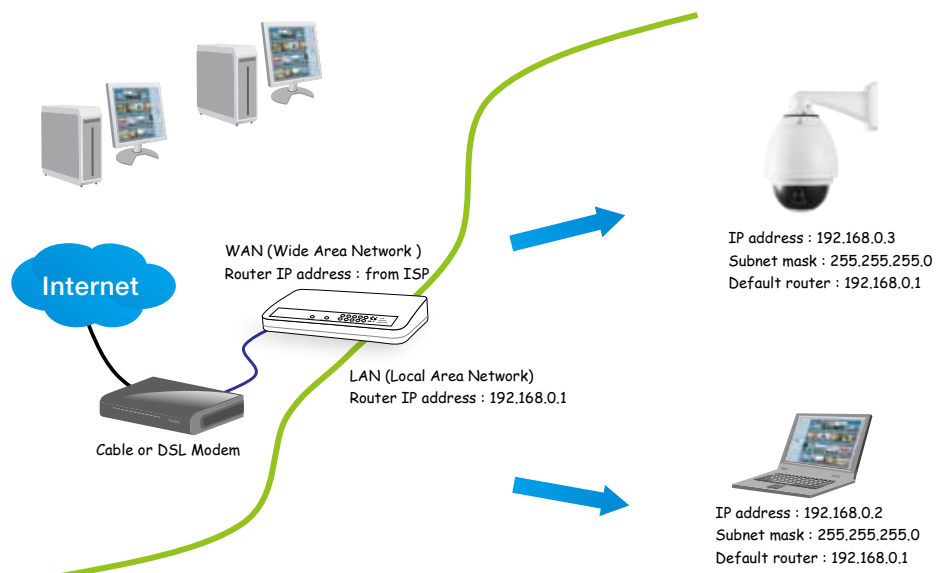 WAN (Wide Area Network )
Router IP address : from ISP
Internet
LAN (Local Area Network)
Router IP address : 192.168.0.1
Cable or DSL Modem
IP address : 192.168.0.3
Subnet mask : 255.255.255.0
Default router : 192.168.0.1
IP address : 192.168.0.2
Subnet mask : 255.255.255.0
Default router : 192.168.0.1